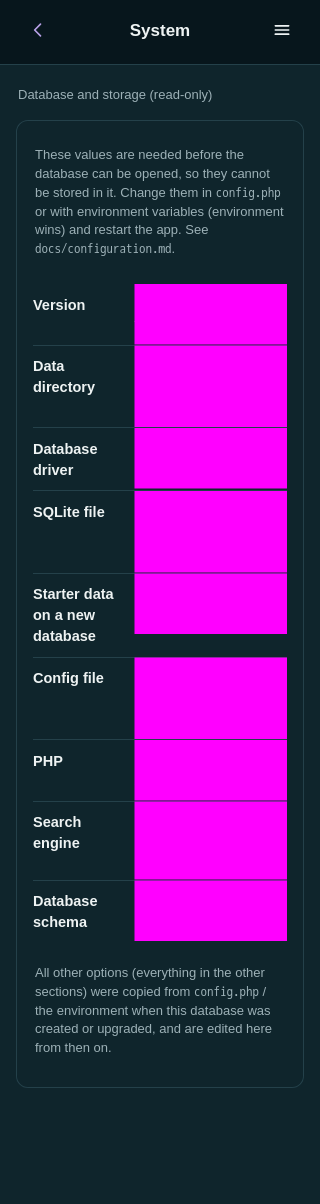 System
Database and storage (read-only)
These values are needed before the
database can be opened, so they cannot
be stored in it. Change them in config.php
or with environment variables (environment
wins) and restart the app. See
docs/configuration.md.
Version
Data
directory
Database
driver
SQLite file
Starter data
on a new
database
Config file
PHP
Search
engine
Database
schema
All other options (everything in the other
sections) were copied from config.php /
the environment when this database was
created or upgraded, and are edited here
from then on.